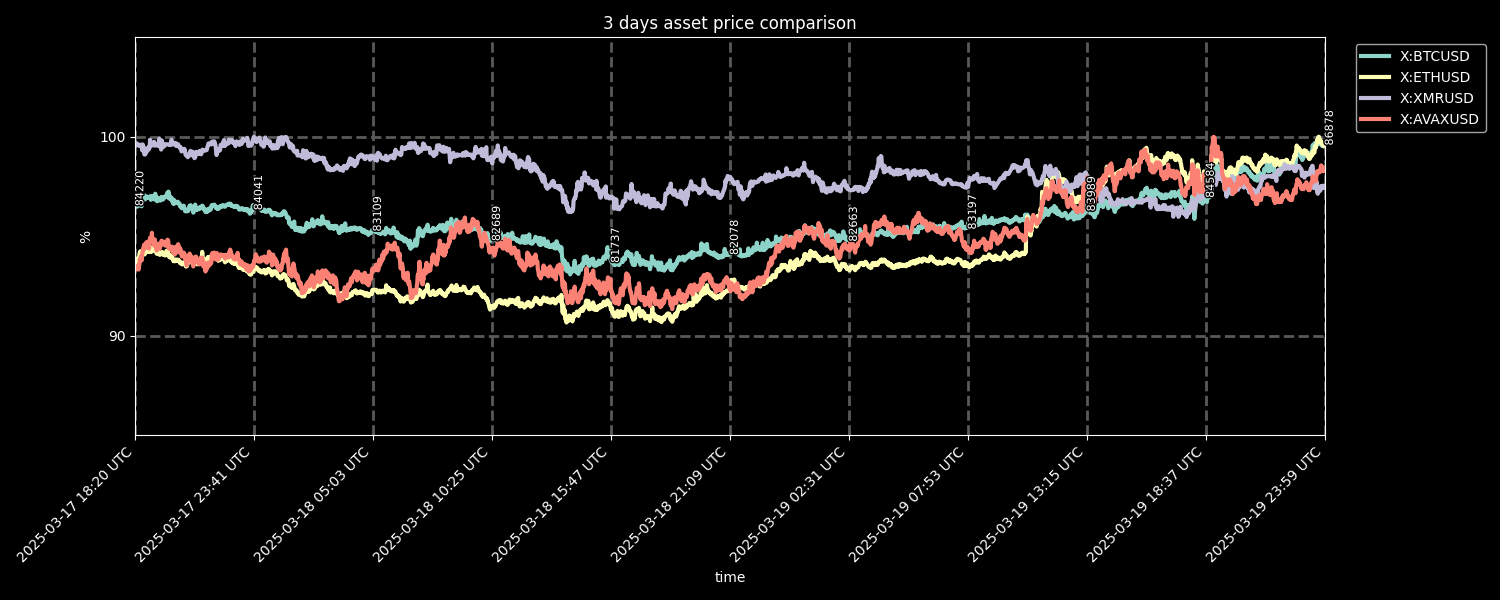 3 days asset price comparison
X:BTCUSD
X:ETHUSD
X:XMRUSD
X:AVAXUSD
%
100
90
84220
84041
83109
82689
81737
82078
82663
83197
83989
84584
86878
2025-03-17 18:20 UTC
2025-03-17 23:41 UTC
2025-03-18 05:03 UTC
2025-03-18 10:25 UTC
2025-03-18 15:47 UTC
2025-03-18 21:09 UTC
2025-03-19 02:31 UTC
2025-03-19 07:53 UTC
2025-03-19 13:15 UTC
2025-03-19 18:37 UTC
2025-03-19 23:59 UTC
time